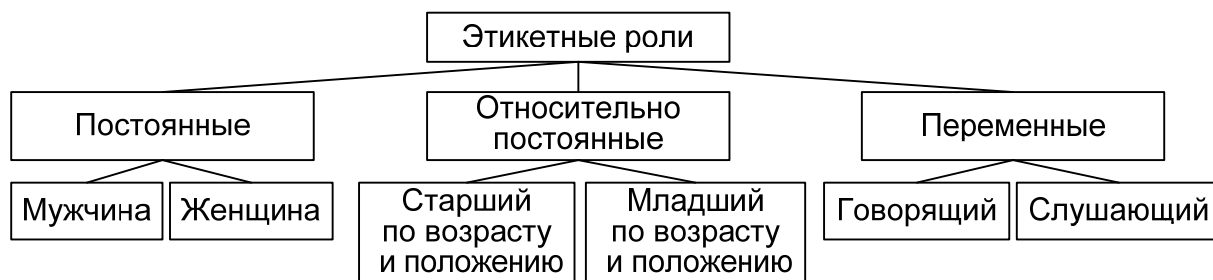 Этикетные роли
Постоянные
Относительно
постоянные
Переменные
Мужчина
Женщина
Старший
по возрасту
и положению
Младший
по возрасту
и положению
Говорящий
Слушающий